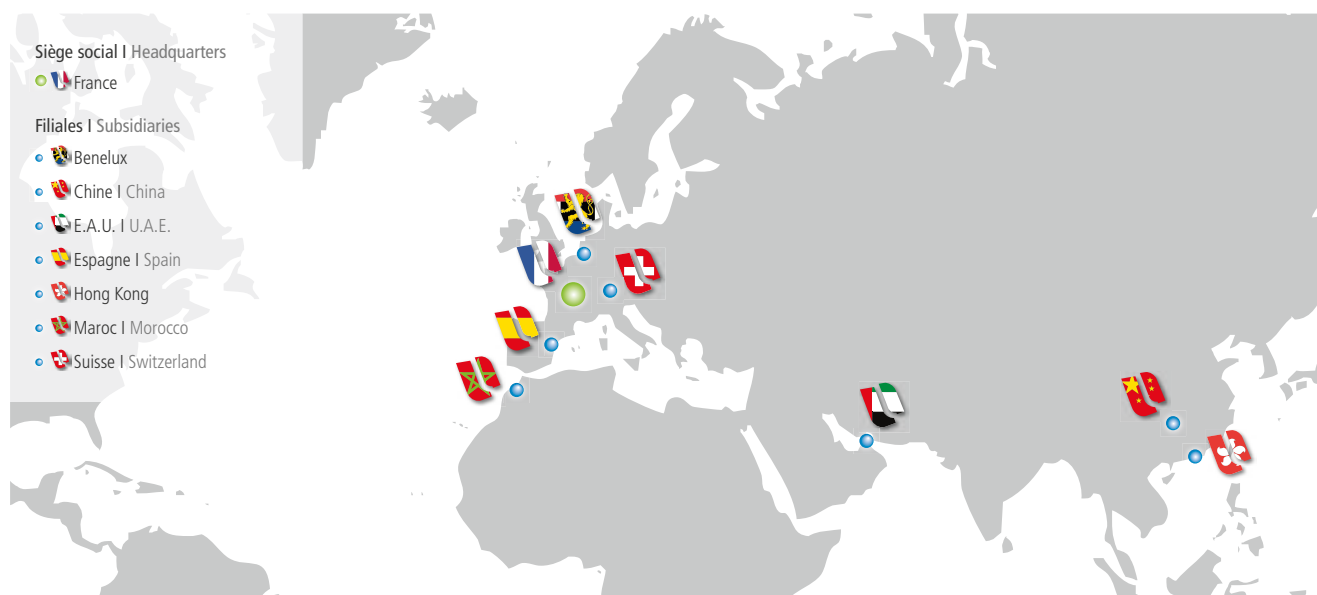 Siège social I Headquarters
France
Filiales I Subsidiaries
Benelux
Chine I China
E.A.U. I U.A.E.
Espagne I Spain
Hong Kong
Maroc I Morocco
Suisse I Switzerland